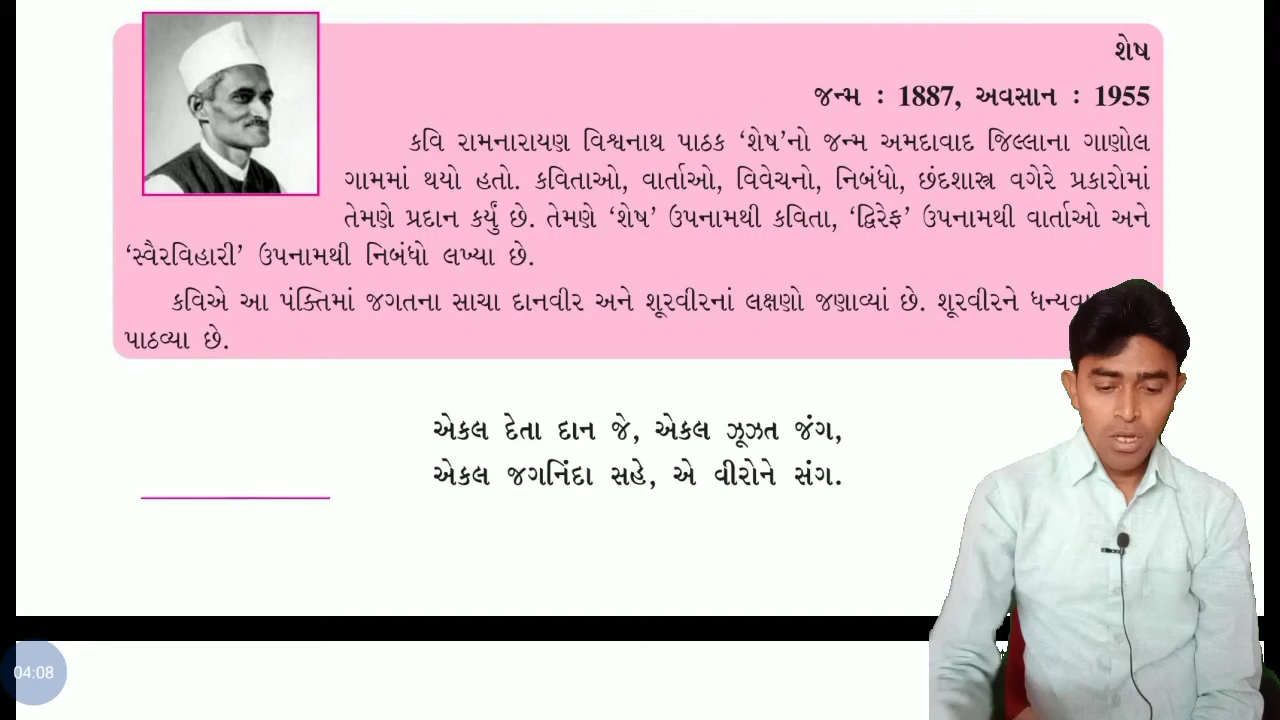 શેષ
જન્મ : 1887, અવસાન : 1955
કવિ રામનારાયણ વિશ્વનાથ પાઠક ‘શેષ’નો જન્મ અમદાવાદ જિલ્લાના ગાણોલ
ગામમાં થયો હતો. કવિતાઓ, વાર્તાઓ, વિવેચનો, નિબંધો, છંદશાસ્ત્ર વગેરે પ્રકારોમાં
તેમણે પ્રદાન કર્યું છે. તેમણે ‘શેષ’ ઉપનામથી કવિતા, ‘દ્વિરેફ’ ઉપનામથી વાર્તાઓ અને
‘સ્વૈરવિહારી’ ઉપનામથી નિબંધો લખ્યા છે.
કવિએ આ પંક્તિમાં જગતના સાચા દાનવીર અને શૂરવીરનાં લક્ષણો જણાવ્યાં છે. શૂરવીરને
પાઠવ્યા છે.
એકલ દેતા દાન જે, એકલ ઝૂઝત જંગ,
એકલ જગનિંદા સહે, એ વીરોને સંગ.
04:08